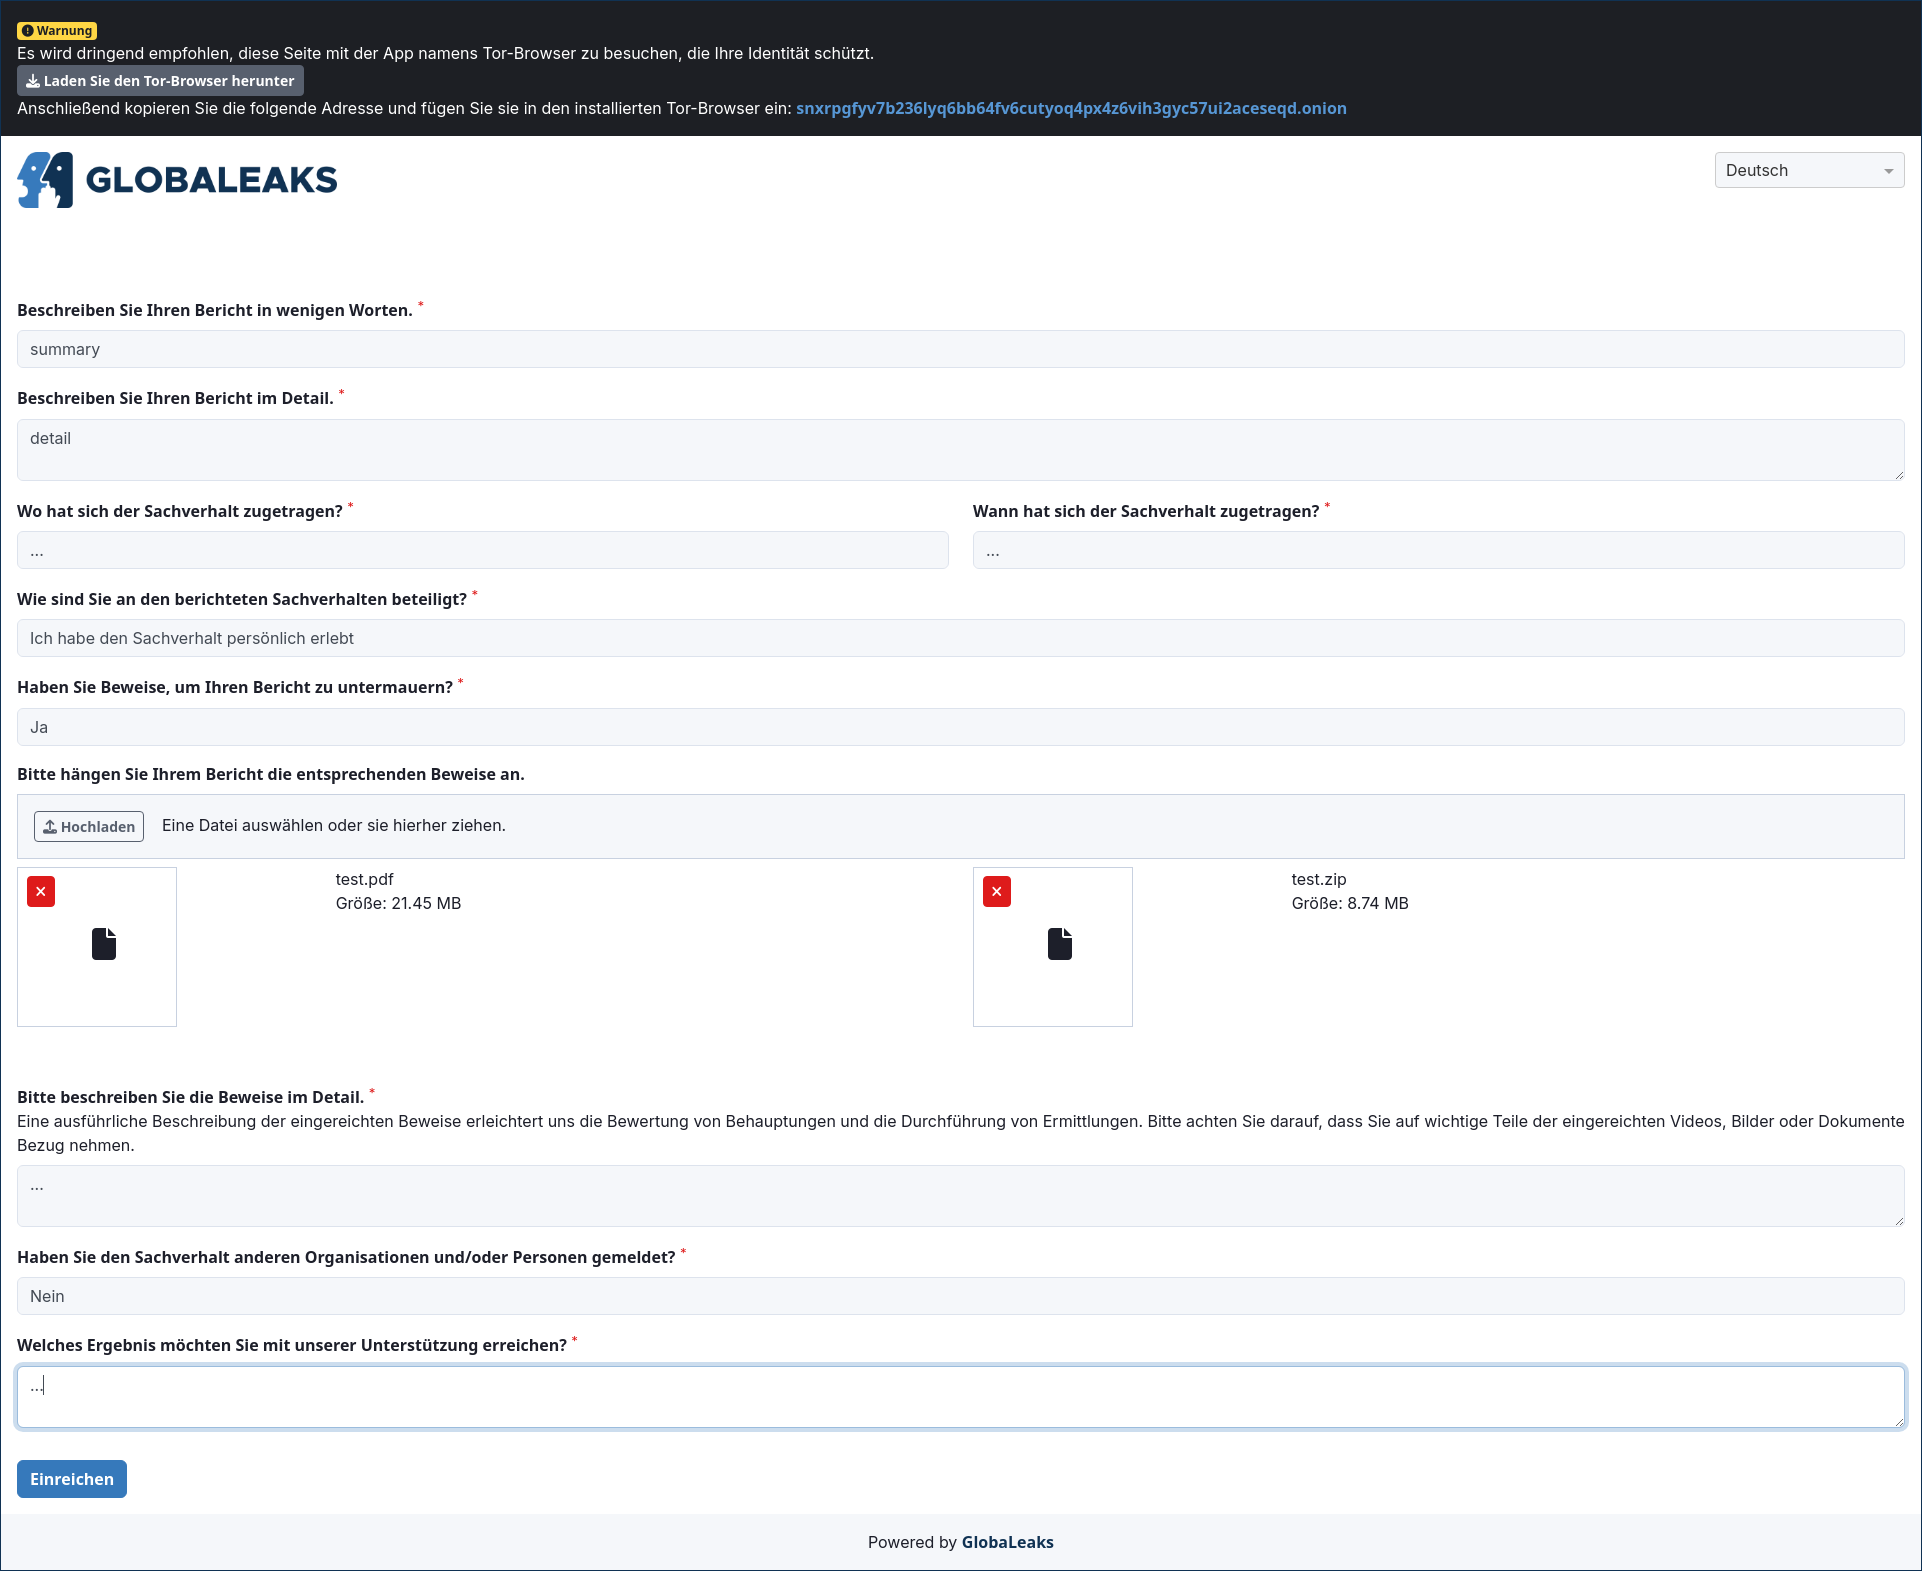 Warnung
Es wird dringend empfohlen, diese Seite mit der App namens Tor-Browser zu besuchen, die Ihre Identität schützt.
Laden Sie den Tor-Browser herunter
Anschließend kopieren Sie die folgende Adresse und fügen Sie sie in den installierten Tor-Browser ein: snxrpgfyv7b236lyq6bb64fv6cutyoq4px4z6vih3gyc57ui2aceseqd.onion
GLOBALEAKS
Deutsch
Beschreiben Sie Ihren Bericht in wenigen Worten. *
summary
Beschreiben Sie Ihren Bericht im Detail. *
detail
Wo hat sich der Sachverhalt zugetragen? *
...
Wann hat sich der Sachverhalt zugetragen? *
...
Wie sind Sie an den berichteten Sachverhalten beteiligt? *
Ich habe den Sachverhalt persönlich erlebt
Haben Sie Beweise, um Ihren Bericht zu untermauern? *
Ja
Bitte hängen Sie Ihrem Bericht die entsprechenden Beweise an.
Hochladen
Eine Datei auswählen oder sie hierher ziehen.
test.pdf
Größe: 21.45 MB
test.zip
Größe: 8.74 MB
Bitte beschreiben Sie die Beweise im Detail. *
Eine ausführliche Beschreibung der eingereichten Beweise erleichtert uns die Bewertung von Behauptungen und die Durchführung von Ermittlungen. Bitte achten Sie darauf, dass Sie auf wichtige Teile der eingereichten Videos, Bilder oder Dokumente
Bezug nehmen.
...
Haben Sie den Sachverhalt anderen Organisationen und/oder Personen gemeldet? *
Nein
Welches Ergebnis möchten Sie mit unserer Unterstützung erreichen? *
...
Einreichen
Powered by GlobaLeaks